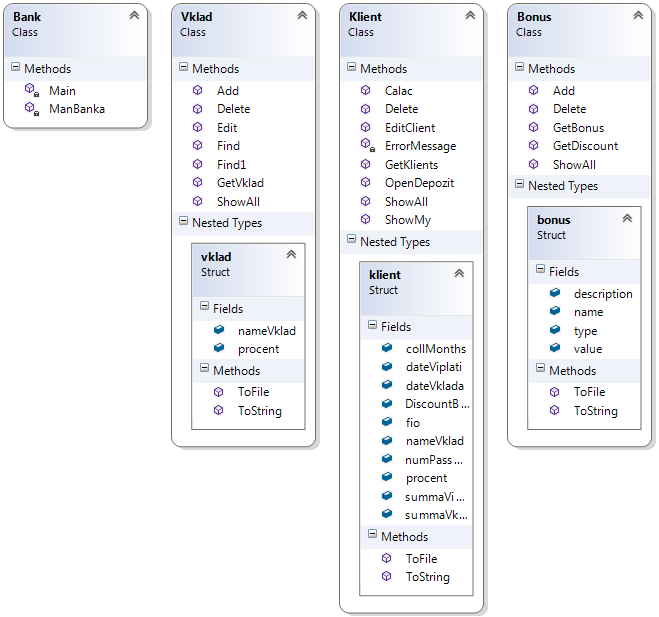 Bank
Class
Methods
Main
ManBanka
Vklad
Class
Methods
Add
Delete
Edit
Find
Find1
GetVklad
ShowAll
Nested Types
vklad
Struct
Fields
nameVklad
procent
Methods
ToFile
ToString
Klient
Class
Methods
Calac
Delete
EditClient
ErrorMessage
GetKlients
OpenDepozit
ShowAll
ShowMy
Nested Types
klient
Struct
Fields
collMonths
dateViplati
dateVklada
DiscountB...
fio
nameVklad
numPass...
procent
summaVi...
summaVk...
Methods
ToFile
ToString
Bonus
Class
Methods
Add
Delete
GetBonus
GetDiscount
ShowAll
Nested Types
bonus
Struct
Fields
description
name
type
value
Methods
ToFile
ToString